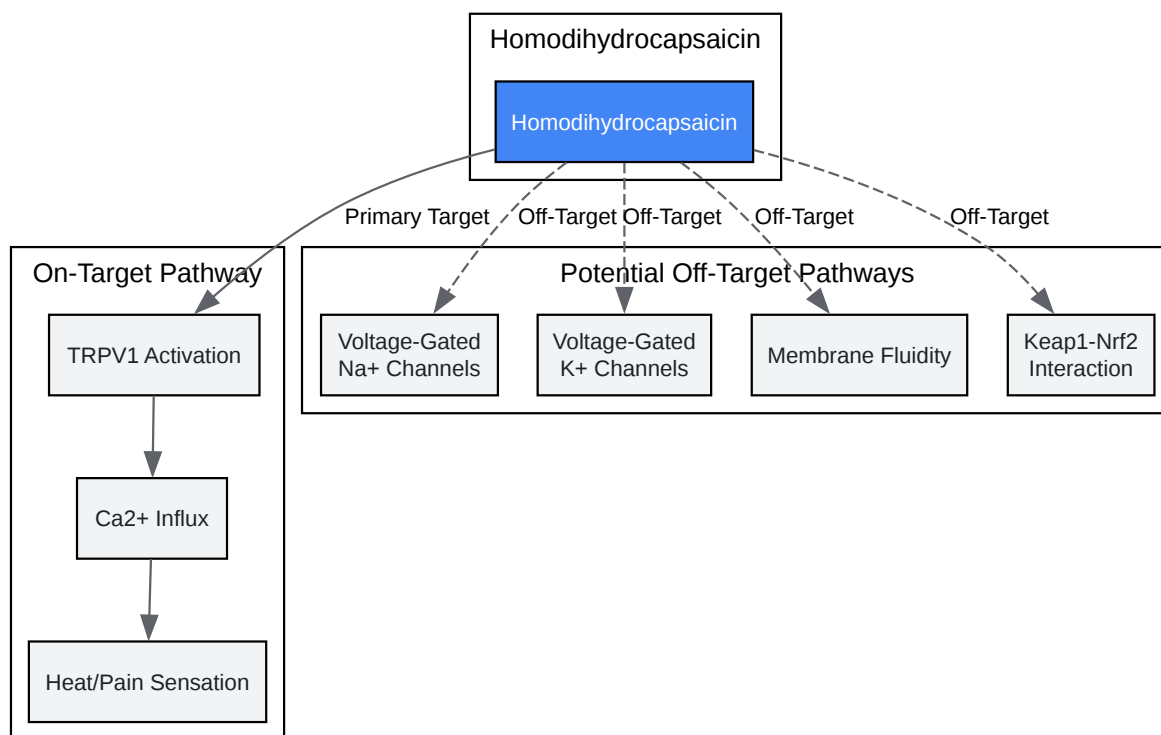 Homodihydrocapsaicin
Homodihydrocapsaicin
Primary Target
Off-Target
Off-Target
Off-Target
Off-Target
On-Target Pathway
Potential Off-Target Pathways
TRPV1 Activation
Voltage-Gated
Na+ Channels
Voltage-Gated
K+ Channels
Membrane Fluidity
Keap1-Nrf2
Interaction
Ca2+ Influx
Heat/Pain Sensation